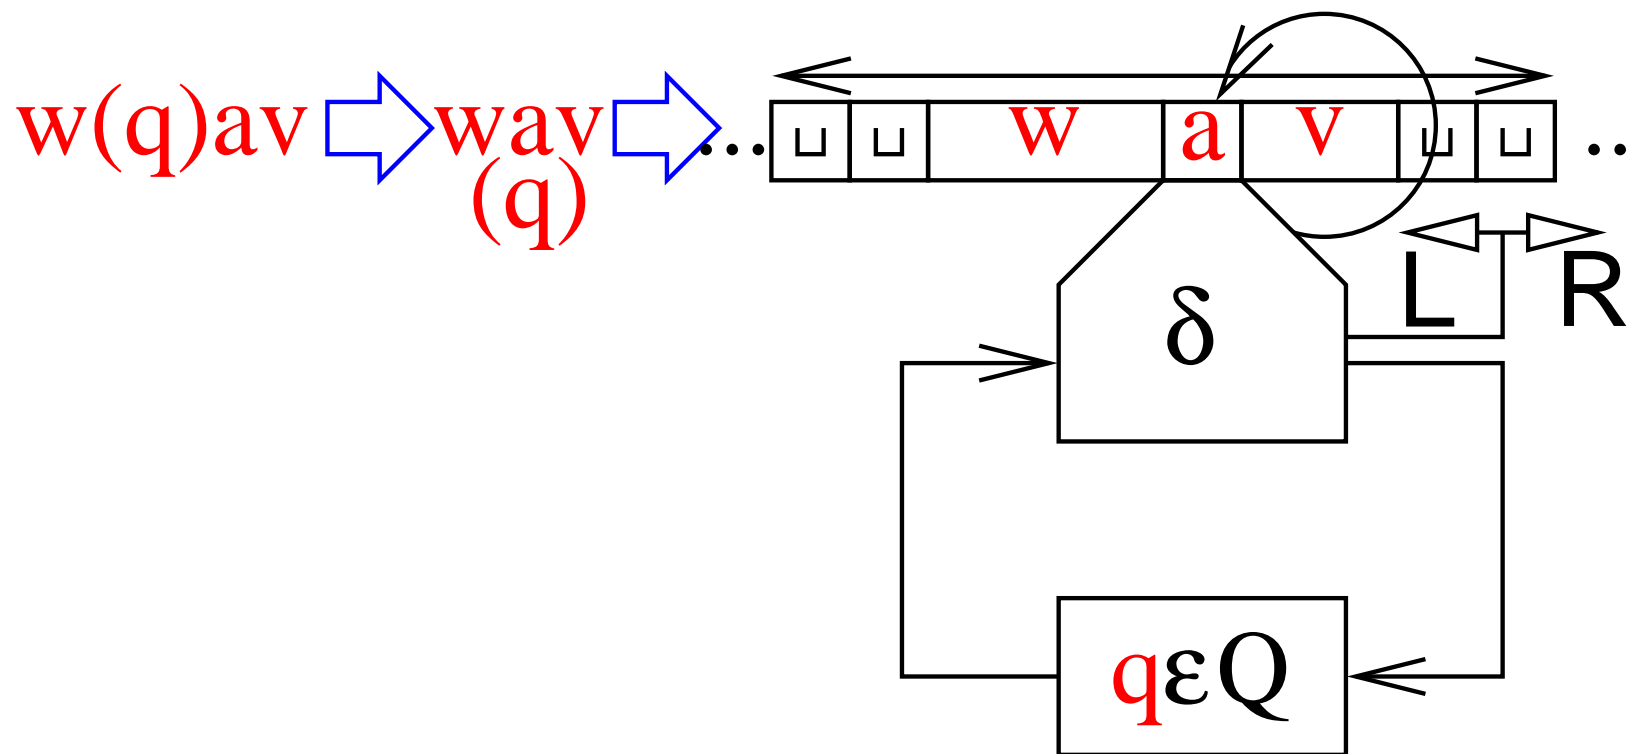 w(q)av wav ... ␣ ␣ w a v ␣ ␣ ..
(q)
L R
δ
qεQ